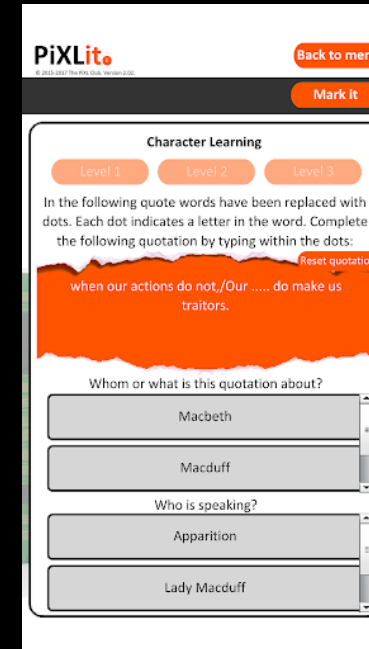 PiXLit
© 2015-2017 The PiXL Club. Version 2.02.
Back to men
Mark it
Character Learning
Level 1
Level 2
Level 3
In the following quote words have been replaced with
dots. Each dot indicates a letter in the word. Complete
the following quotation by typing within the dots:
Reset quotatio
when our actions do not,/Our ..... do make us
traitors.
Whom or what is this quotation about?
Macbeth
Macduff
Who is speaking?
Apparition
Lady Macduff